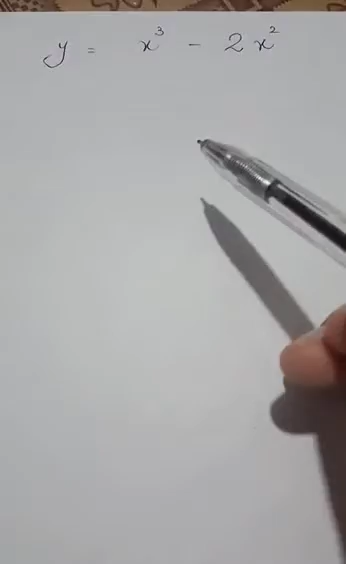 y = x³ - 2x²